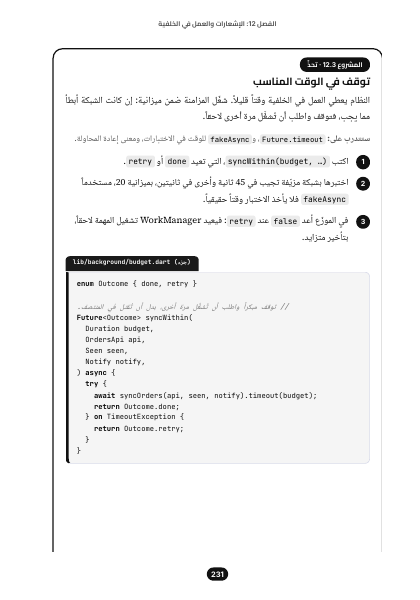 الفصل 12: الإشعارات والعمل في الخلفية
المشروع 12.3 · تحدٍّ
توقف في الوقت المناسب
النظام يعطي العمل في الخلفية وقتاً قليلاً. شغّل المزامنة ضمن ميزانية: إن كانت الشبكة أبطأ
مما يجب، فتوقف واطلب أن تُشغَّل مرة أخرى لاحقاً.
ستتدرب على: Future.timeout، و fakeAsync للوقت في الاختبارات، ومعنى إعادة المحاولة.
1 اكتب syncWithin(budget, …)، التي تعيد done أو retry.
2 اختبرها بشبكة مزيّفة تجيب في 45 ثانية وأخرى في ثانيتين، بميزانية 20، مستخدماً
fakeAsync فلا يأخذ الاختبار وقتاً حقيقياً.
3 في الموزّع أعد false عند retry: فيعيد WorkManager تشغيل المهمة لاحقاً،
بتأخير متزايد.
lib/background/budget.dart (جزء)
enum Outcome { done, retry }
// توقف مبكراً واطلب أن تُشغَّل مرة أخرى، بدل أن تُقتل في المنتصف.
Future<Outcome> syncWithin(
Duration budget,
OrdersApi api,
Seen seen,
Notify notify,
) async {
try {
await syncOrders(api, seen, notify).timeout(budget);
return Outcome.done;
} on TimeoutException {
return Outcome.retry;
}
}
231